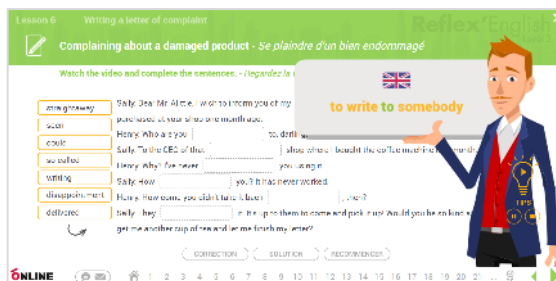 Lesson 6 Writing a letter of complaint
Reflex'English
Complaining about a damaged product - Se plaindre d'un bien endommagé
Watch the video and complete the sentences. - Regardez la
to write to somebody
straightaway
seen
could
so-called
writing
disappointment
delivered
Sally: Dear Mr. I wish to inform you of my
purchased at your shop one month ago.
Henry: Who are you to, darling
Sally: To the CEO of that shop where I bought the coffee machine month.
Henry: Why? I've never you using it.
Sally: How you? It has never worked.
Henry: How come you didn't take it back , then?
Sally: They it. It's up to them to come and pick it up! Would you be so kind
get me another cup of tea and let me finish my letter?
TIPS
CORRECTION SOLUTION RECOMMENCER
ONLINE
1 2 3 4 5 6 7 8 9 10 11 12 13 14 15 16 17 18 19 20 21 ...